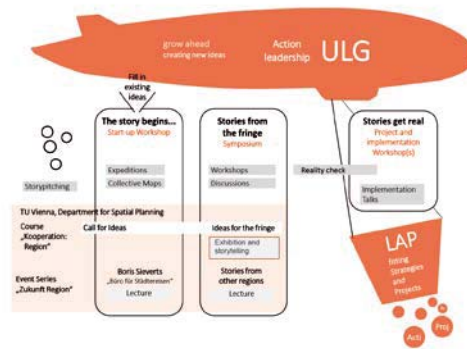 grow ahead
creating new ideas
Action
leadership
ULG
Fill in
existing
ideas
The story begins...
Start-up Workshop
Stories from
the fringe
Symposium
Stories get real
Project and
implementation
Workshop(s)
Expeditions
Collective Maps
Workshops
Discussions
Reality check
Storypitching
Implementation
Talks
TU Vienna, Department for Spatial Planning
Course
„Kooperation:
Region“
Call for Ideas
Ideas for the fringe
Exhibition and
storytelling
Event Series
„Zukunft Region“
Boris Sieverts
„Büro für Städtereisen“
Lecture
Stories from
other regions
Lecture
LAP
fitting
Strategies
and
Projects
Acti
Proj